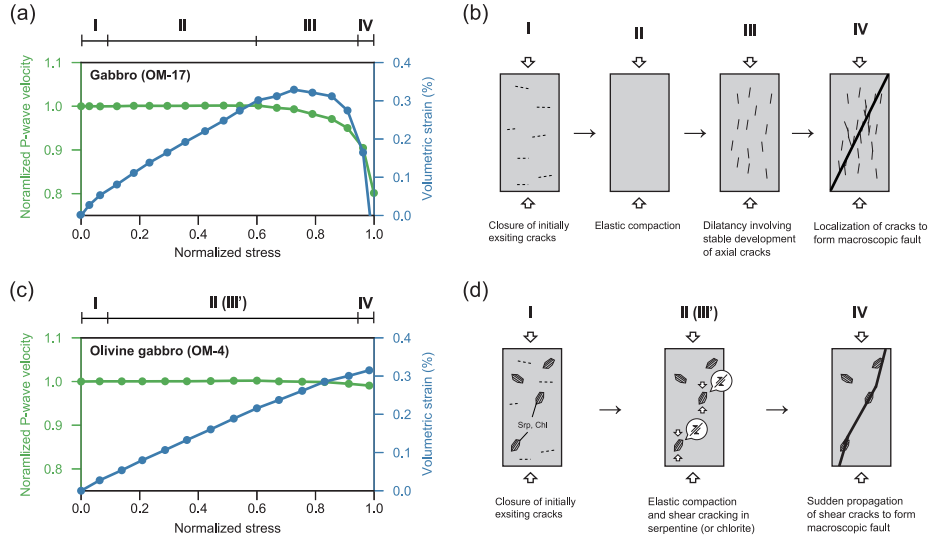 (a)
I II III IV
Gabbro (OM-17)
Noramlized P-wave velocity
1.1
1.0
0.9
0.8
Volumetric strain (%)
0.4
0.3
0.2
0.1
0.0
0.0 0.2 0.4 0.6 0.8 1.0
Normalized stress
(b)
I
II
III
IV
Closure of initially
exsiting cracks
Elastic compaction
Dilatancy involving
stable development
of axial cracks
Localization of cracks to
form macroscopic fault
(c)
I II (III') IV
Olivine gabbro (OM-4)
Noramlized P-wave velocity
1.1
1.0
0.9
0.8
Volumetric strain (%)
0.4
0.3
0.2
0.1
0.0
0.0 0.2 0.4 0.6 0.8 1.0
Normalized stress
(d)
I
II (III')
IV
Srp, Chl
Closure of initially
exsiting cracks
Elastic compaction
and shear cracking in
serpentine (or chlorite)
Sudden propagation
of shear cracks to form
macroscopic fault